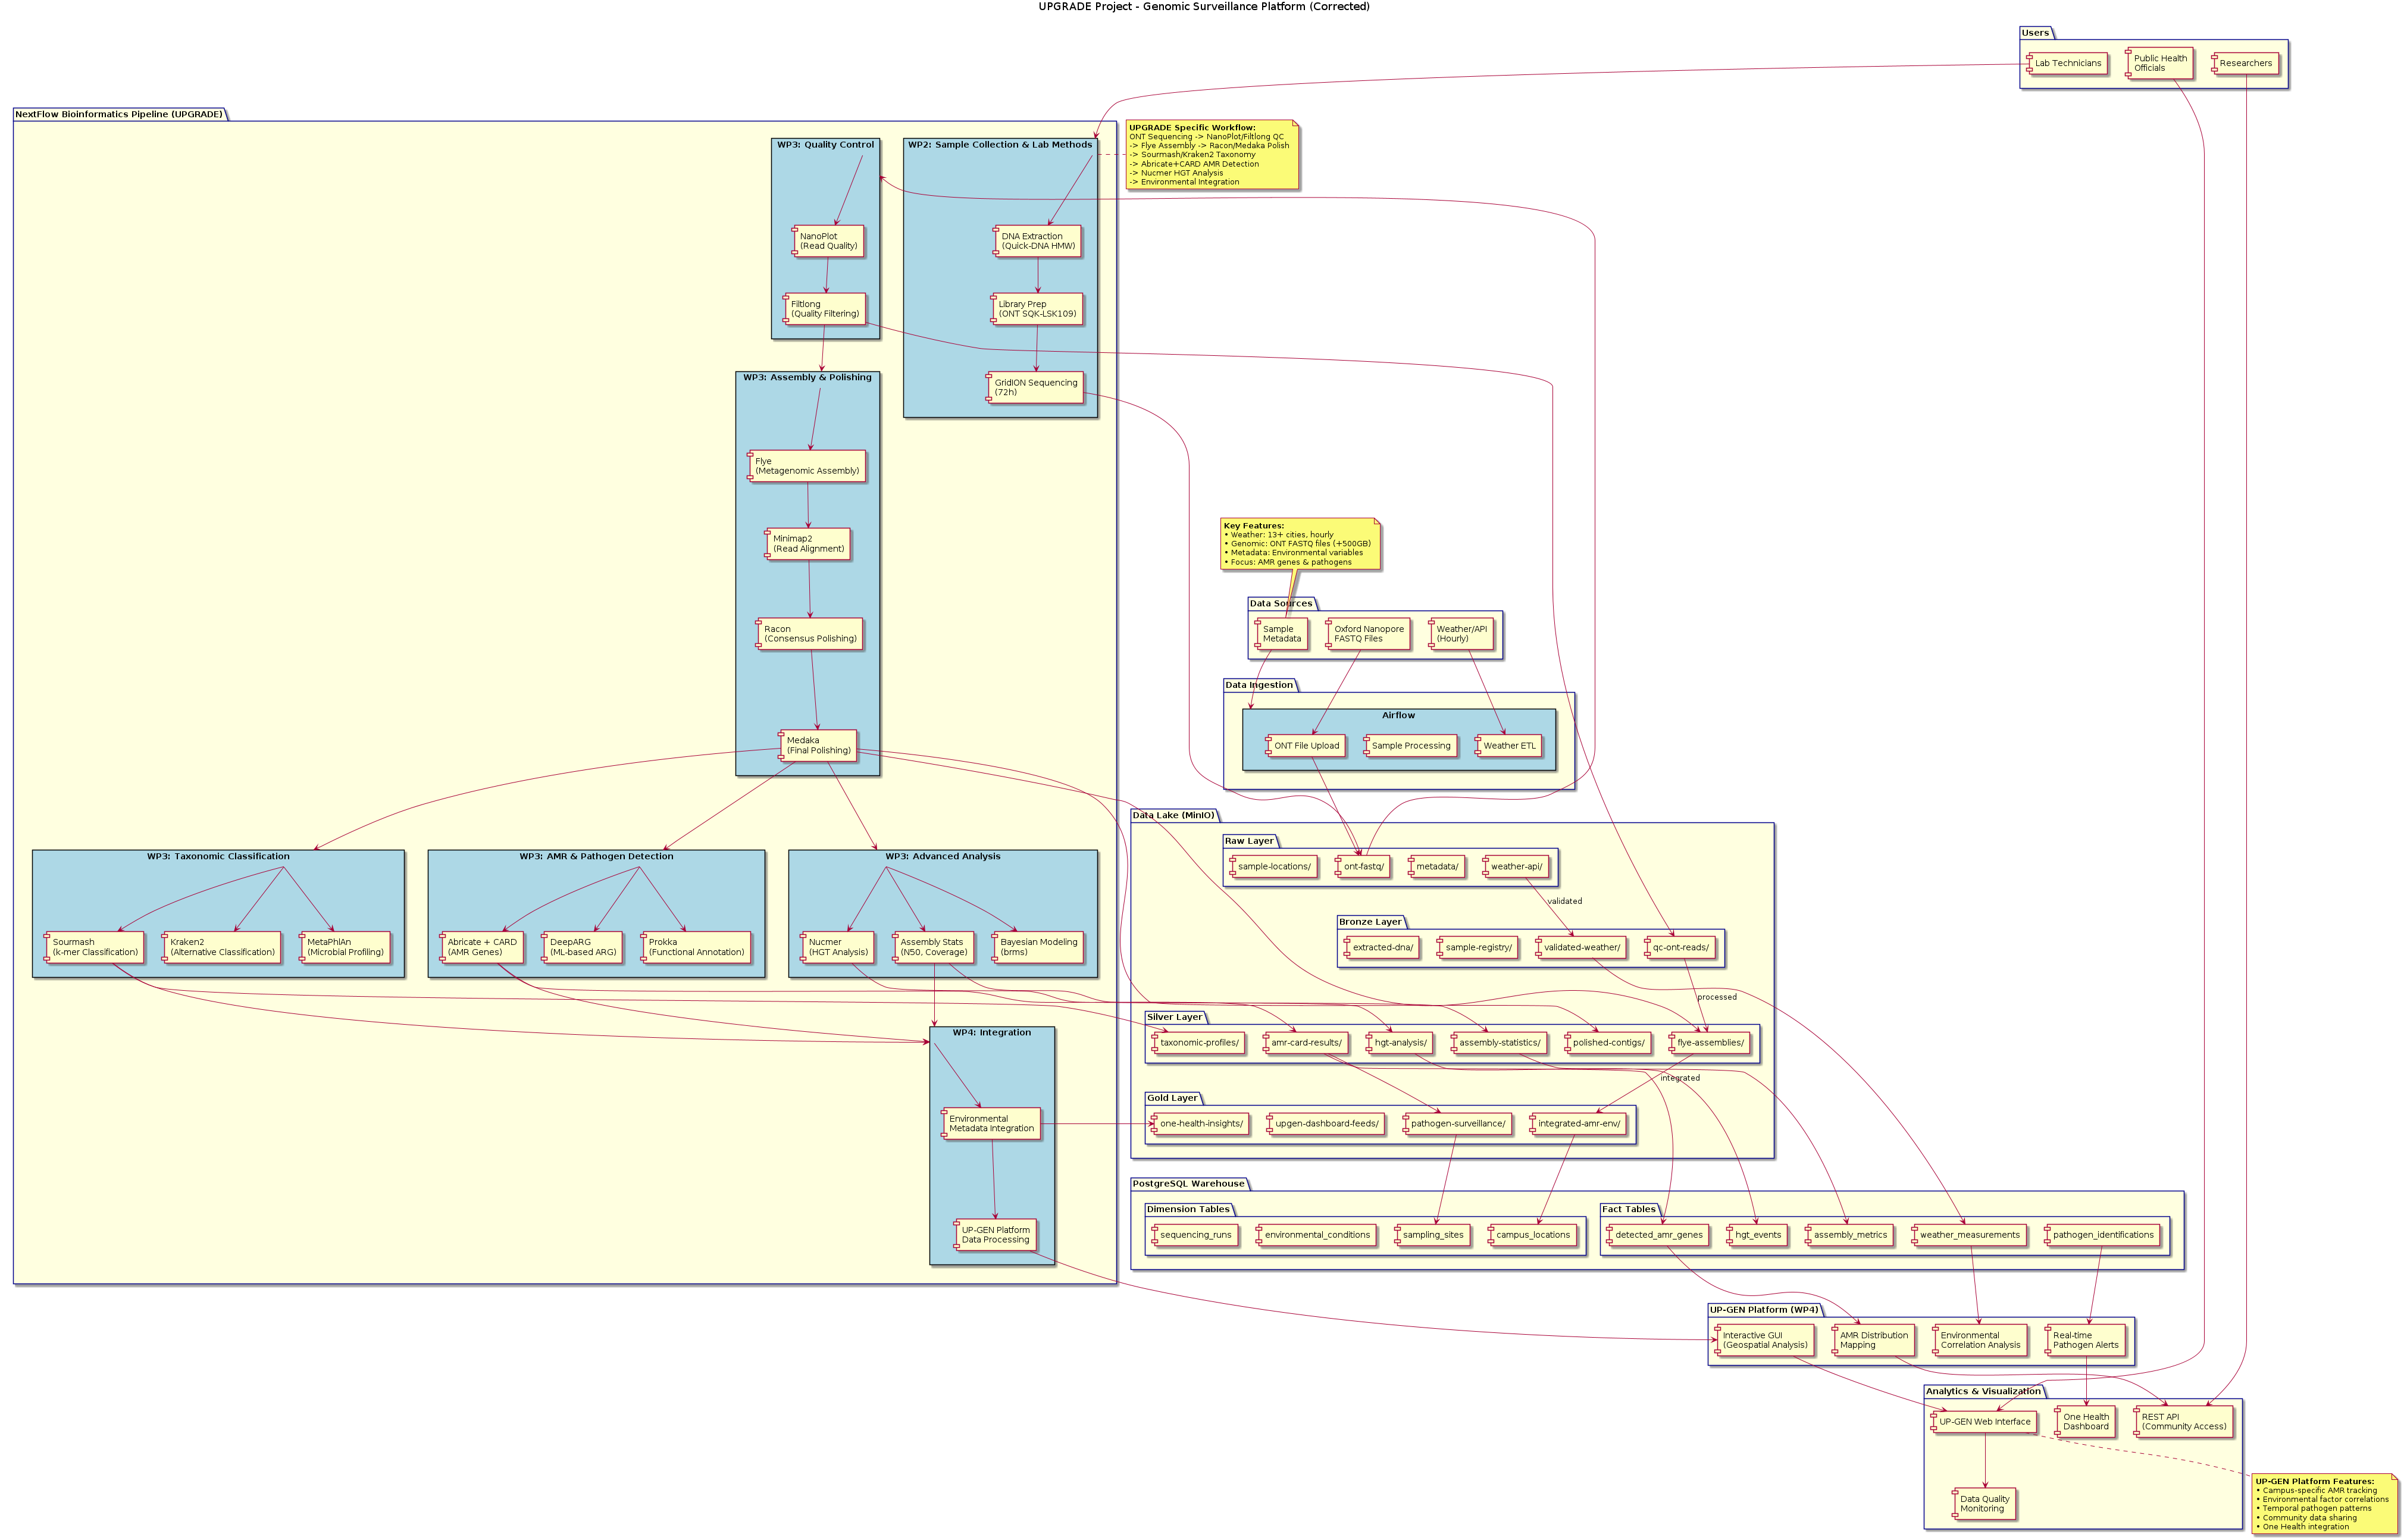 UPGRADE Project - Genomic Surveillance Platform (Corrected)
Users
Lab Technicians
Public Health
Officials
Researchers
NextFlow Bioinformatics Pipeline (UPGRADE)
WP3: Quality Control
NanoPlot
(Read Quality)
Filtlong
(Quality Filtering)
WP2: Sample Collection & Lab Methods
DNA Extraction
(Quick-DNA HMW)
Library Prep
(ONT SQK-LSK109)
GridION Sequencing
(72h)
UPGRADE Specific Workflow:
ONT Sequencing -> NanoPlot/Filtlong QC
-> Flye Assembly -> Racon/Medaka Polish
-> Sourmash/Kraken2 Taxonomy
-> Abricate+CARD AMR Detection
-> Nucmer HGT Analysis
-> Environmental Integration
WP3: Assembly & Polishing
Flye
(Metagenomic Assembly)
Minimap2
(Read Alignment)
Racon
(Consensus Polishing)
Medaka
(Final Polishing)
Key Features:
• Weather: 13+ cities, hourly
• Genomic: ONT FASTQ files (+500GB)
• Metadata: Environmental variables
• Focus: AMR genes & pathogens
Data Sources
Sample
Metadata
Oxford Nanopore
FASTQ Files
Weather/API
(Hourly)
Data Ingestion
Airflow
ONT File Upload
Sample Processing
Weather ETL
WP3: Taxonomic Classification
Sourmash
(k-mer Classification)
Kraken2
(Alternative Classification)
MetaPhlAn
(Microbial Profiling)
WP3: AMR & Pathogen Detection
Abricate + CARD
(AMR Genes)
DeepARG
(ML-based ARG)
Prokka
(Functional Annotation)
WP3: Advanced Analysis
Nucmer
(HGT Analysis)
Assembly Stats
(N50, Coverage)
Bayesian Modeling
(brms)
Data Lake (MinIO)
Raw Layer
sample-locations/
ont-fastq/
metadata/
weather-api/
validated
Bronze Layer
extracted-dna/
sample-registry/
validated-weather/
qc-ont-reads/
processed
Silver Layer
taxonomic-profiles/
amr-card-results/
hgt-analysis/
assembly-statistics/
polished-contigs/
flye-assemblies/
integrated
Gold Layer
one-health-insights/
upgen-dashboard-feeds/
pathogen-surveillance/
integrated-amr-env/
WP4: Integration
Environmental
Metadata Integration
UP-GEN Platform
Data Processing
PostgreSQL Warehouse
Dimension Tables
sequencing_runs
environmental_conditions
sampling_sites
campus_locations
Fact Tables
detected_amr_genes
hgt_events
assembly_metrics
weather_measurements
pathogen_identifications
UP-GEN Platform (WP4)
Interactive GUI
(Geospatial Analysis)
AMR Distribution
Mapping
Environmental
Correlation Analysis
Real-time
Pathogen Alerts
Analytics & Visualization
UP-GEN Web Interface
One Health
Dashboard
REST API
(Community Access)
Data Quality
Monitoring
UP-GEN Platform Features:
• Campus-specific AMR tracking
• Environmental factor correlations
• Temporal pathogen patterns
• Community data sharing
• One Health integration